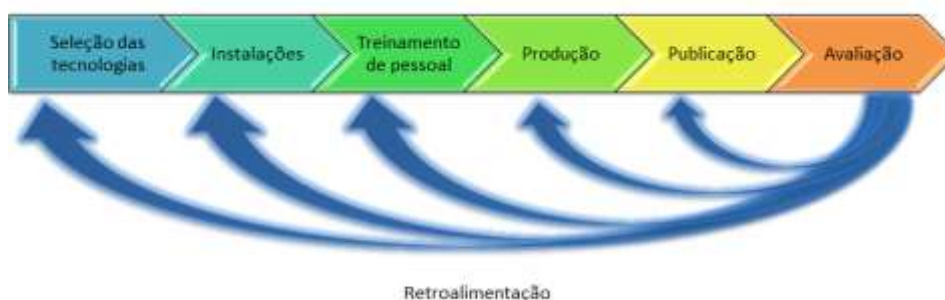 Seleção das
tecnologias
Instalações
Treinamento
de pessoal
Produção
Publicação
Avaliação
Retroalimentação